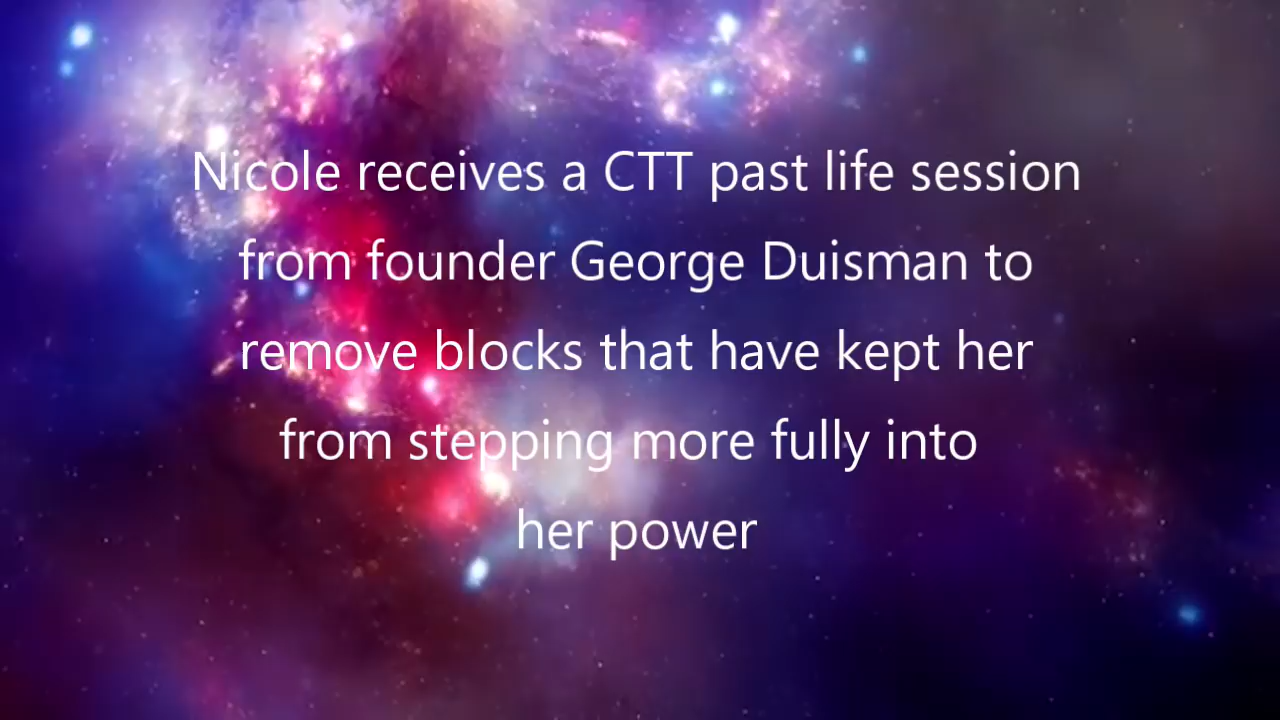 Nicole receives a CTT past life session
from founder George Duisman to
remove blocks that have kept her
from stepping more fully into
her power